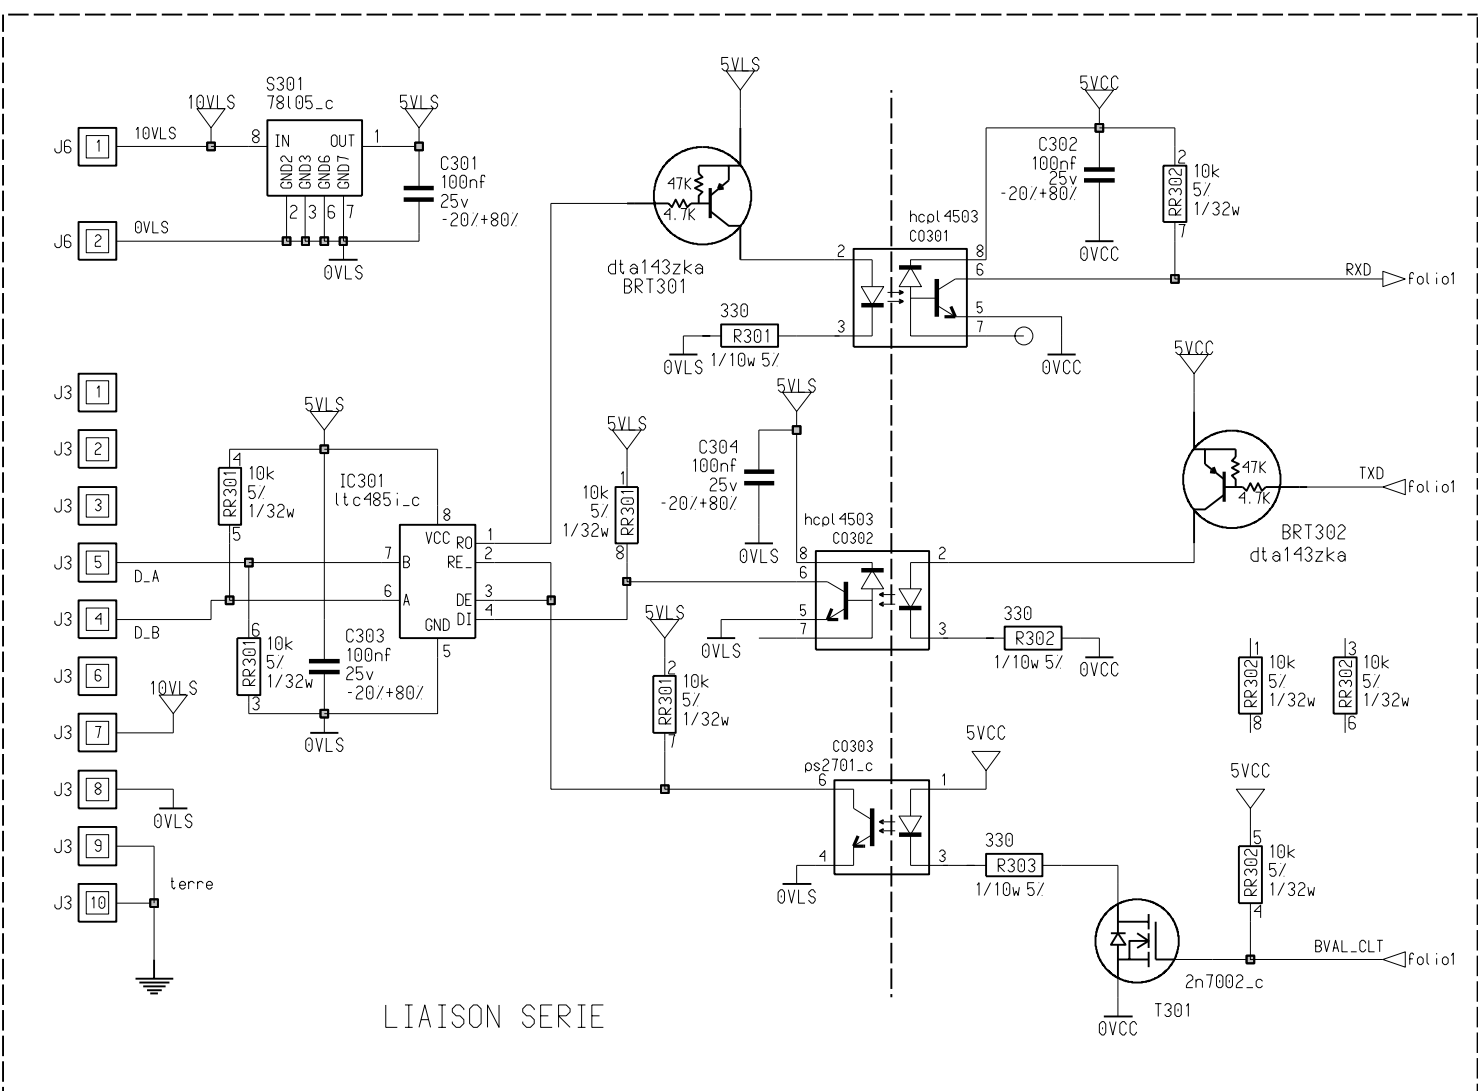 5VLS
S301
78l05_c
10VLS
5VLS
J6 1
10VLS
8 IN OUT 1
GND2 GND3 GND6 GND7
2 3 6 7
C301
100nf
25v
-20%+80%
J6 2
0VLS
0VLS
47K
4.7K
dta143zka
BRT301
5VCC
C302
100nf
25v
-20%+80%
0VCC
2
RR302
10k
5%
1/32w
7
hcpl4503
CO301
2
3
8
6
5
7
RXD
folio1
330
R301
1/10w 5%
0VLS
0VCC
J3 1
J3 2
J3 3
J3 5
D_A
J3 4
D_B
J3 6
J3 7
10VLS
J3 8
0VLS
J3 9
J3 10
terre
5VLS
4
RR301
10k
5%
1/32w
5
IC301
ltc485i_c
8
VCC
RO 1
RE_ 2
DE 3
DI 4
7 B
6 A
GND
5
6
RR301
10k
5%
1/32w
3
C303
100nf
25v
-20%+80%
0VLS
5VLS
1
RR301
10k
5%
1/32w
8
5VLS
C304
100nf
25v
-20%+80%
0VLS
hcpl4503
CO302
8
6
5
7
2
3
0VLS
5VCC
47K
4.7K
TXD
folio1
BRT302
dta143zka
330
R302
1/10w 5%
0VCC
5VLS
2
RR301
10k
5%
1/32w
7
1
RR302
10k
5%
1/32w
8
3
RR302
10k
5%
1/32w
6
CO303
ps2701_c
6
4
1
3
0VLS
5VCC
330
R303
1/10w 5%
5VCC
5
RR302
10k
5%
1/32w
4
BVAL_CLT
folio1
2n7002_c
T301
0VCC
LIAISON SERIE